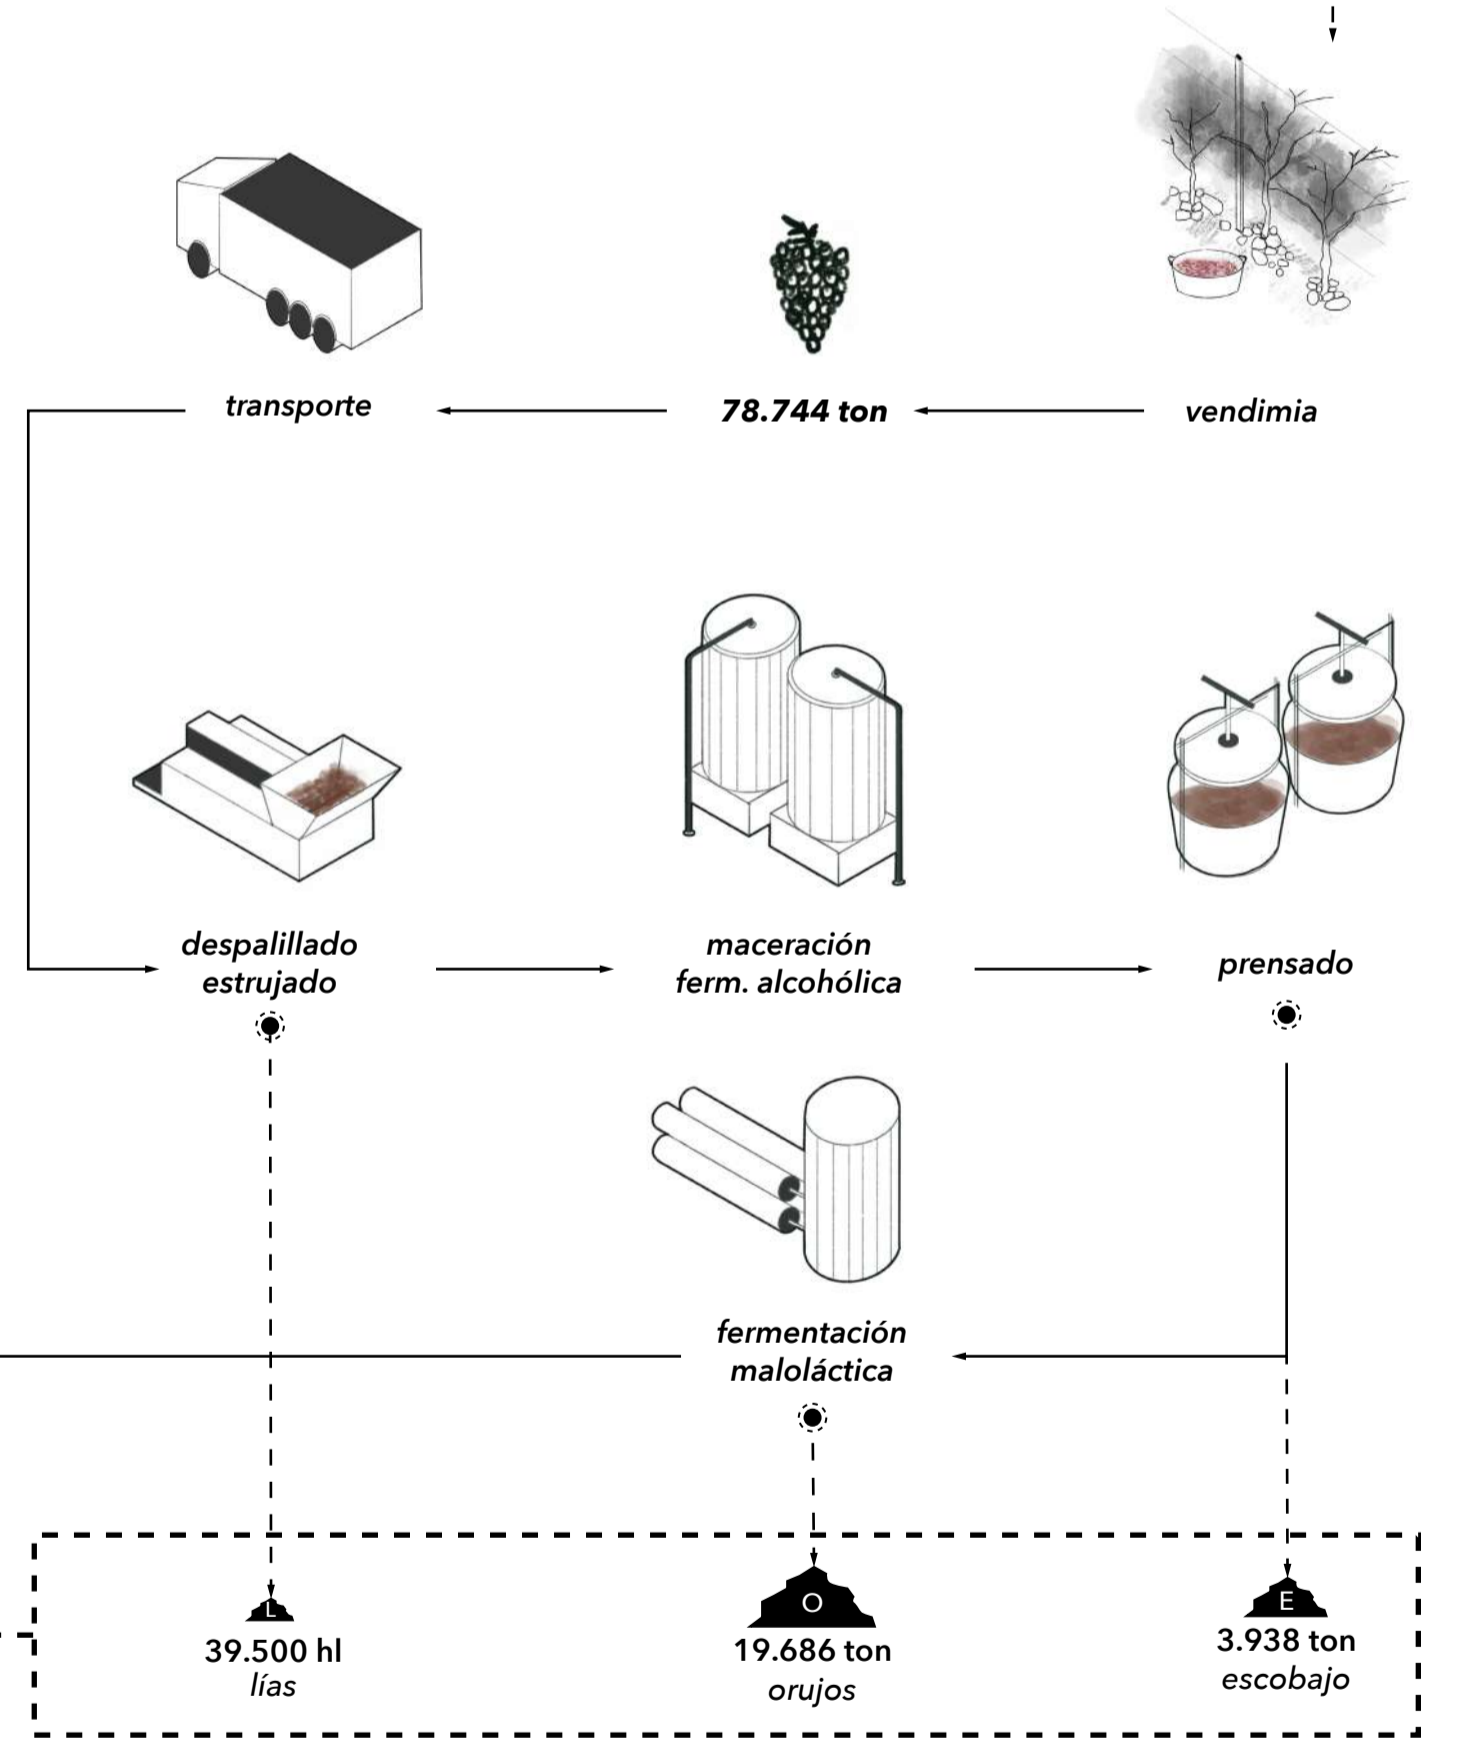 transporte
78.744 ton
vendimia
despalillado
estrujado
maceración
ferm. alcohólica
prensado
fermentación
maloláctica
L
O
E
39.500 hl
lías
19.686 ton
orujos
3.938 ton
escobajo